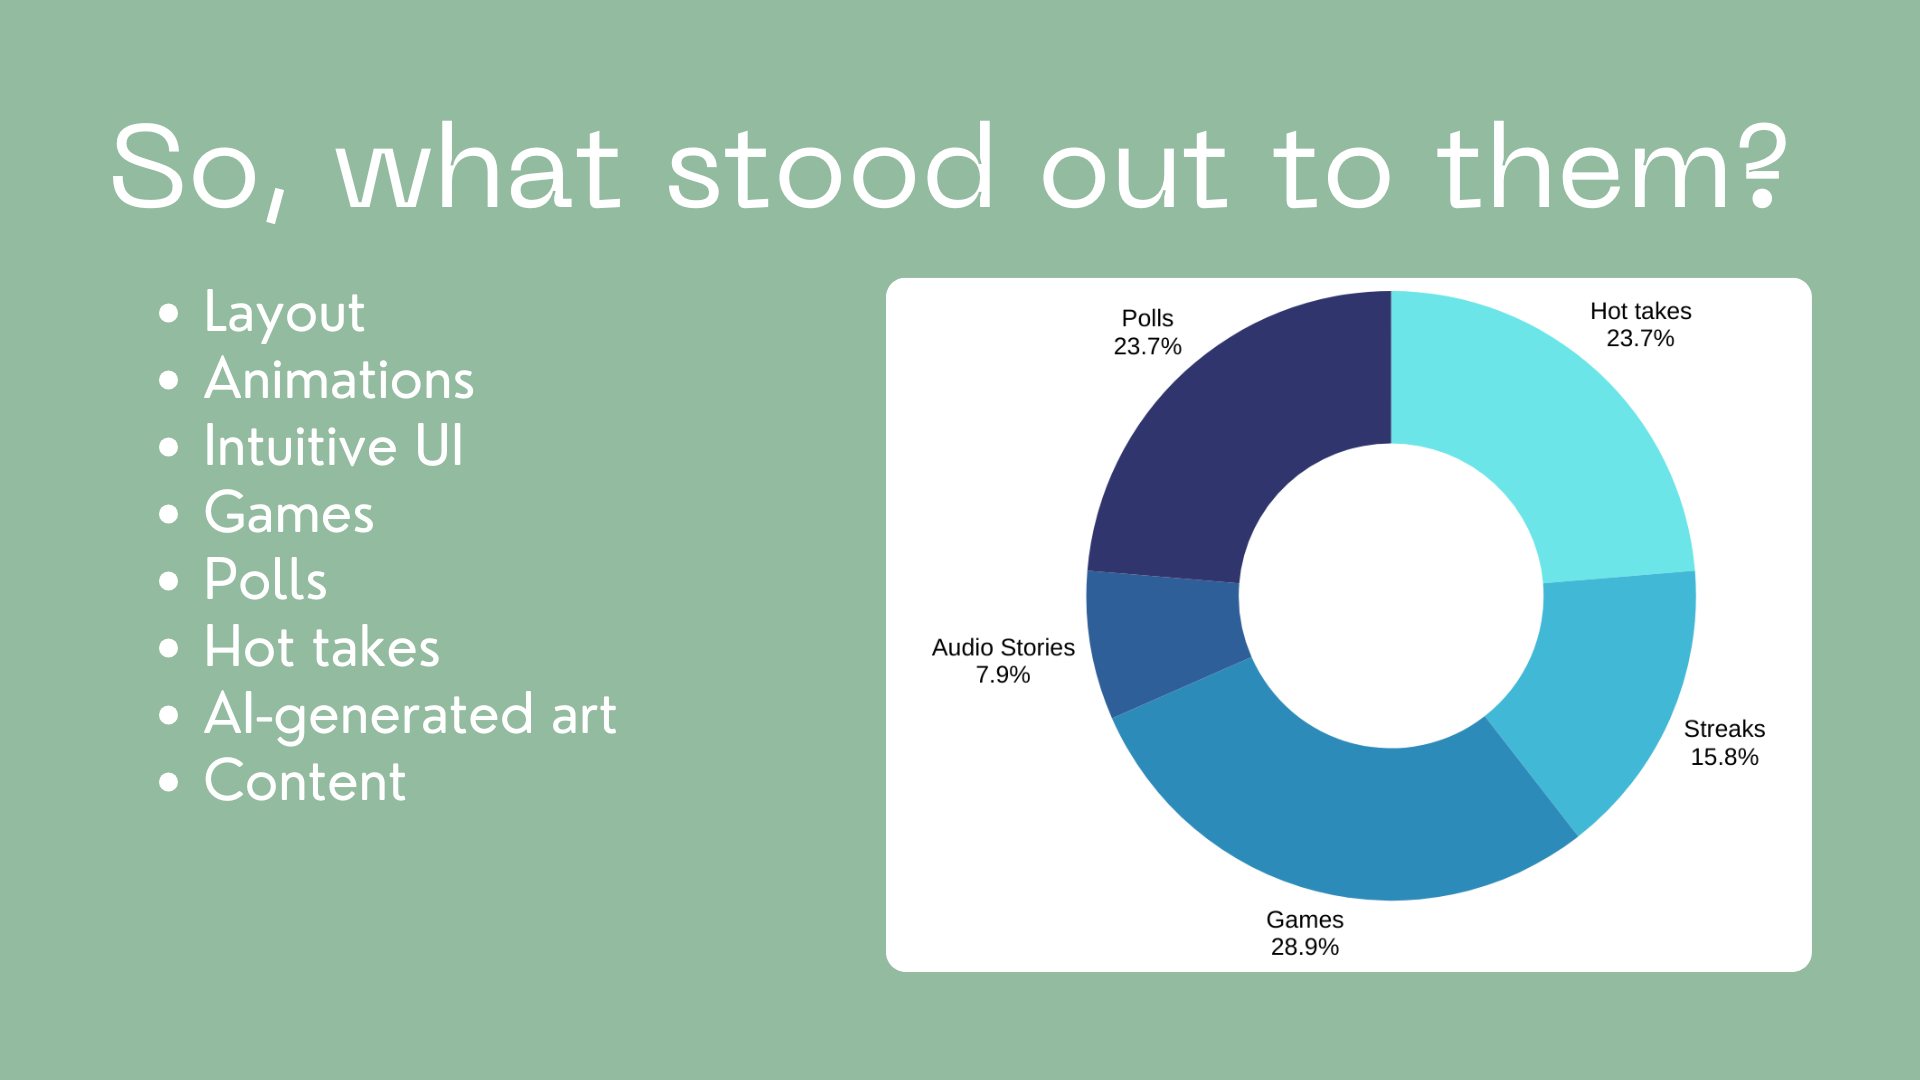 So, what stood out to them?
Layout
Animations
Intuitive UI
Games
Polls
Hot takes
AI-generated art
Content
Polls
23.7%
Hot takes
23.7%
Audio Stories
7.9%
Streaks
15.8%
Games
28.9%